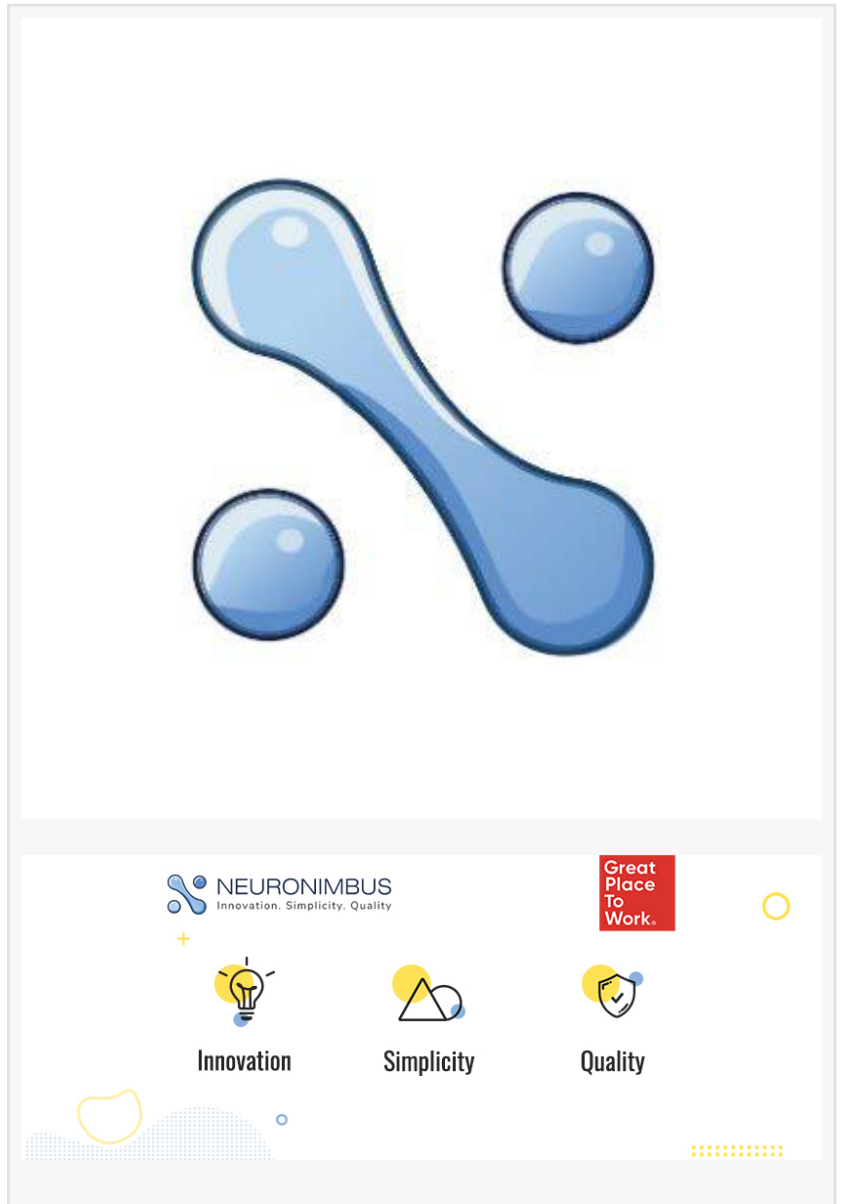 NEURONIMBUS
Innovation. Simplicity. Quality
Great
Place
To
Work.
Innovation
Simplicity
Quality